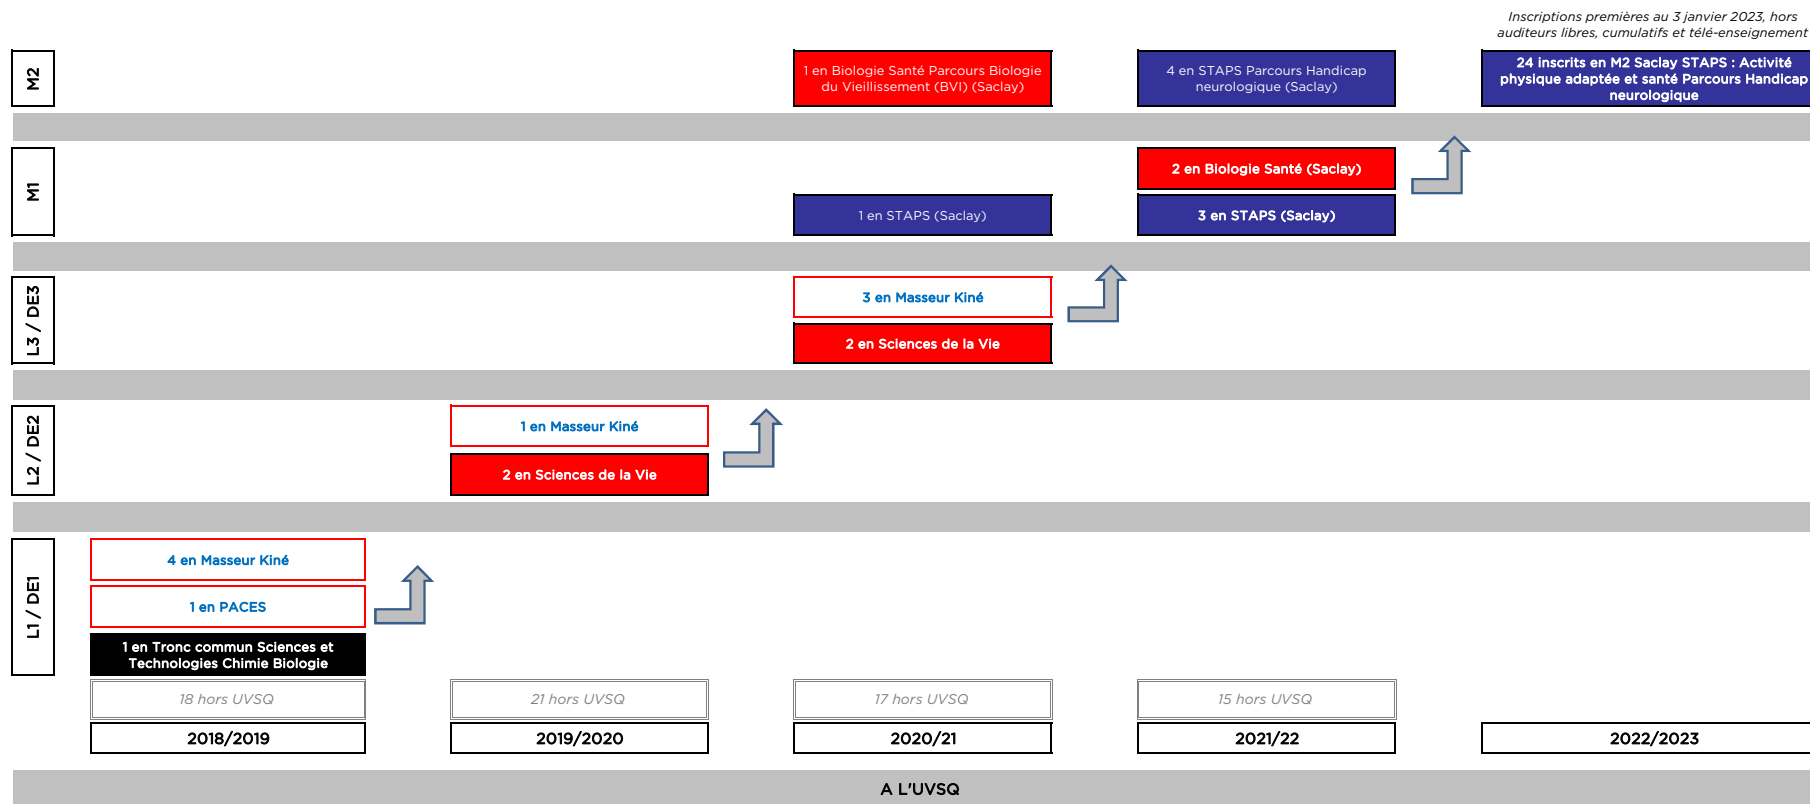 Inscriptions premières au 3 janvier 2023, hors
auditeurs libres, cumulatifs et télé-enseignement
M2
1 en Biologie Santé Parcours Biologie
du Vieillissement (BVI) (Saclay)
4 en STAPS Parcours Handicap
neurologique (Saclay)
24 inscrits en M2 Saclay STAPS : Activité
physique adaptée et santé Parcours Handicap
neurologique
M1
2 en Biologie Santé (Saclay)
1 en STAPS (Saclay)
3 en STAPS (Saclay)
L3 / DE3
3 en Masseur Kiné
2 en Sciences de la Vie
L2 / DE2
1 en Masseur Kiné
2 en Sciences de la Vie
L1 / DE1
4 en Masseur Kiné
1 en PACES
1 en Tronc commun Sciences et
Technologies Chimie Biologie
18 hors UVSQ
21 hors UVSQ
17 hors UVSQ
15 hors UVSQ
2018/2019
2019/2020
2020/21
2021/22
2022/2023
A L'UVSQ